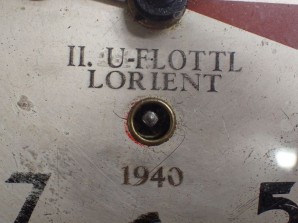 II. U-FLOTTL
LORIENT
1940
7 5